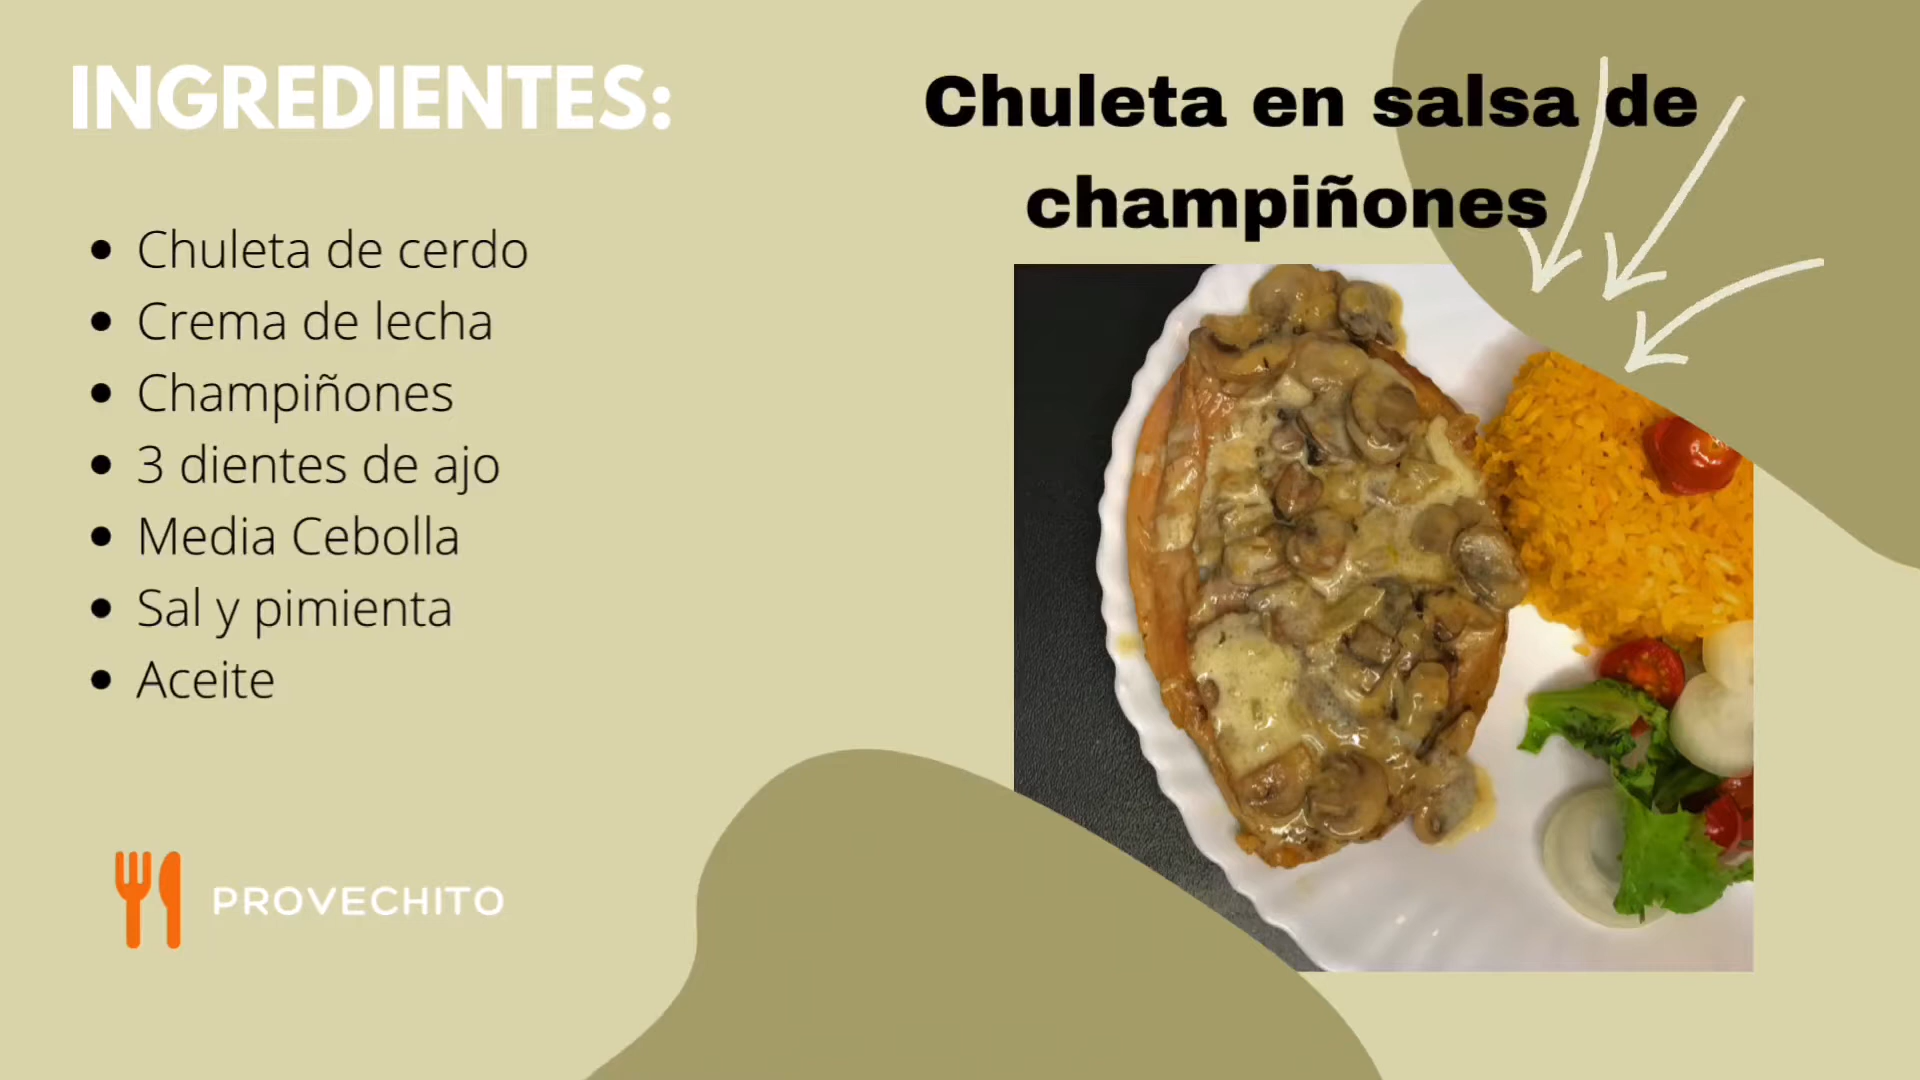 INGREDIENTES:
Chuleta de cerdo
Crema de lecha
Champiñones
3 dientes de ajo
Media Cebolla
Sal y pimienta
Aceite
PROVECHITO
Chuleta en salsa de
champiñones